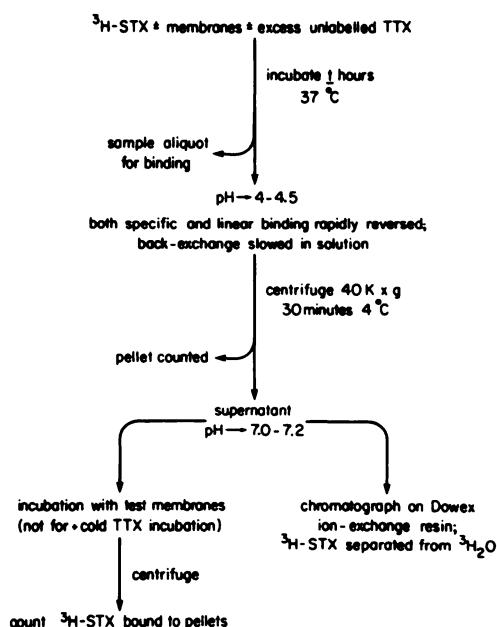 ³H-STX ± membranes ± excess unlabelled TTX
incubate t hours
37 °C
sample aliquot
for binding
pH → 4-4.5
both specific and linear binding rapidly reversed;
back-exchange slowed in solution
centrifuge 40 K x g
30 minutes 4 °C
pellet counted
supernatant
pH → 7.0-7.2
incubation with test membranes
(not for + cold TTX incubation)
chromatograph on Dowex
ion-exchange resin;
³H-STX separated from ³H₂O
centrifuge
count ³H-STX bound to pellets